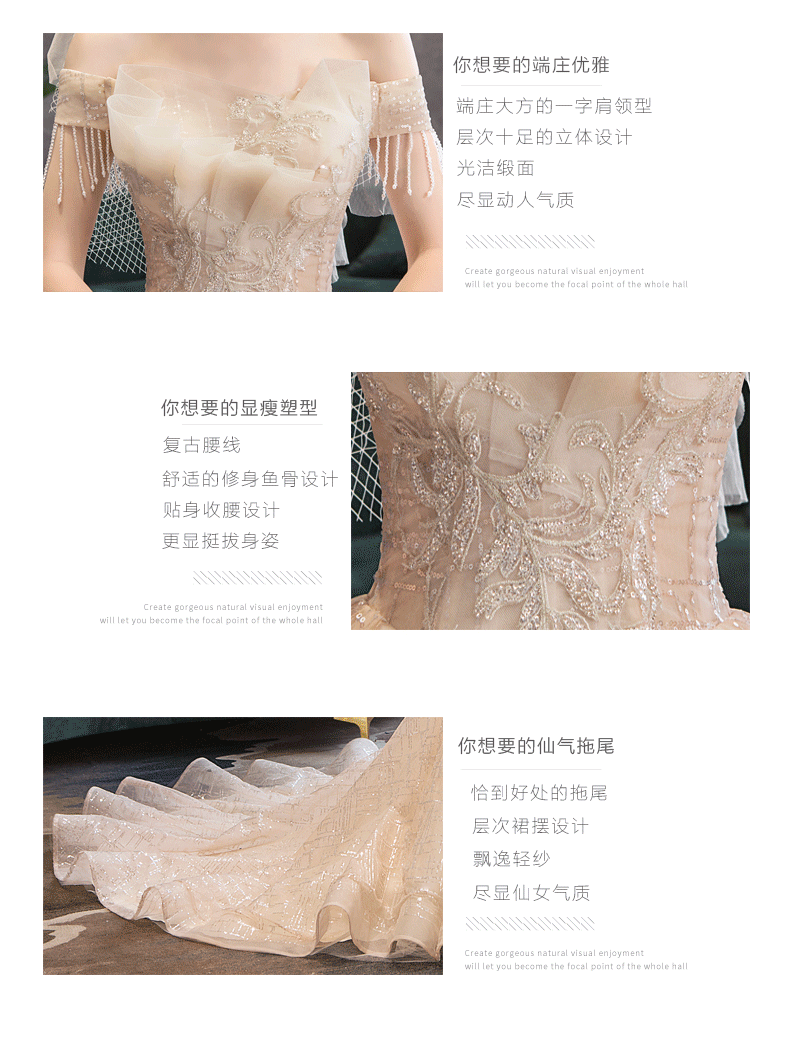 你想要的端庄优雅
端庄大方的一字肩领型
层次十足的立体设计
光洁缎面
尽显动人气质
Create gorgeous natural visual enjoyment
will let you become the focal point of the whole hall
你想要的显瘦塑型
复古腰线
舒适的修身鱼骨设计
贴身收腰设计
更显挺拔身姿
Create gorgeous natural visual enjoyment
will let you become the focal point of the whole hall
你想要的仙气拖尾
恰到好处的拖尾
层次裙摆设计
飘逸轻纱
尽显仙女气质
Create gorgeous natural visual enjoyment
will let you become the focal point of the whole hall